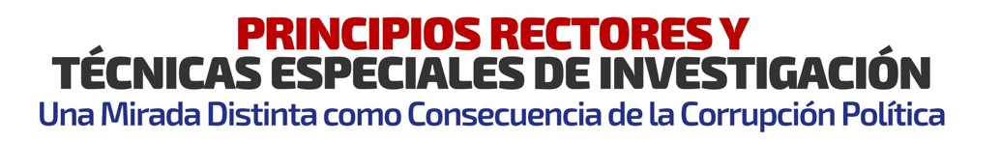 PRINCIPIOS RECTORES Y
TÉCNICAS ESPECIALES DE INVESTIGACIÓN
Una Mirada Distinta como Consecuencia de la Corrupción Política